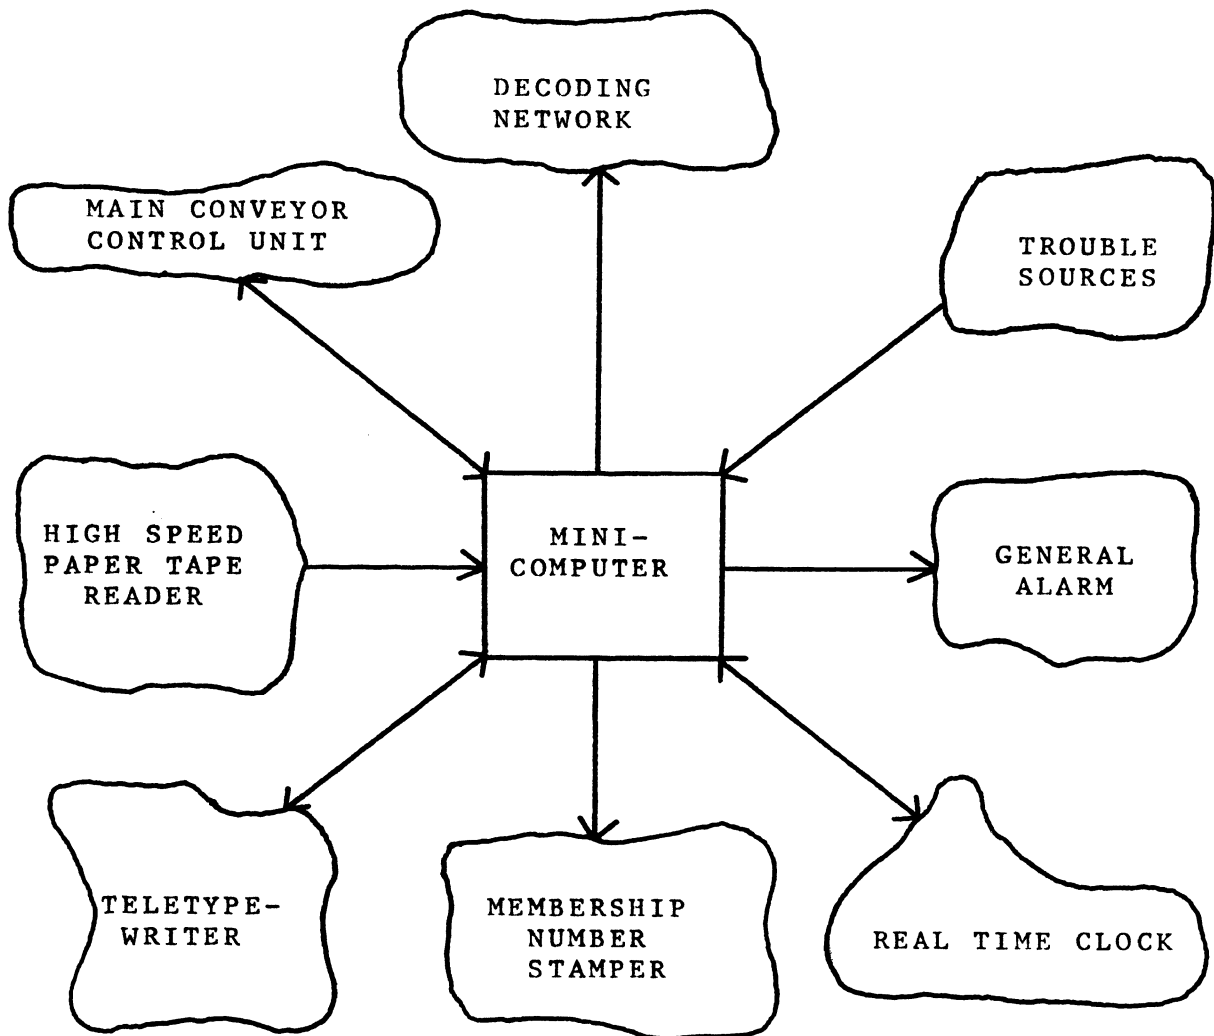 DECODING
NETWORK
MAIN CONVEYOR
CONTROL UNIT
TROUBLE
SOURCES
HIGH SPEED
PAPER TAPE
READER
MINI-
COMPUTER
GENERAL
ALARM
TELETYPE-
WRITER
MEMBERSHIP
NUMBER
STAMPER
REAL TIME CLOCK